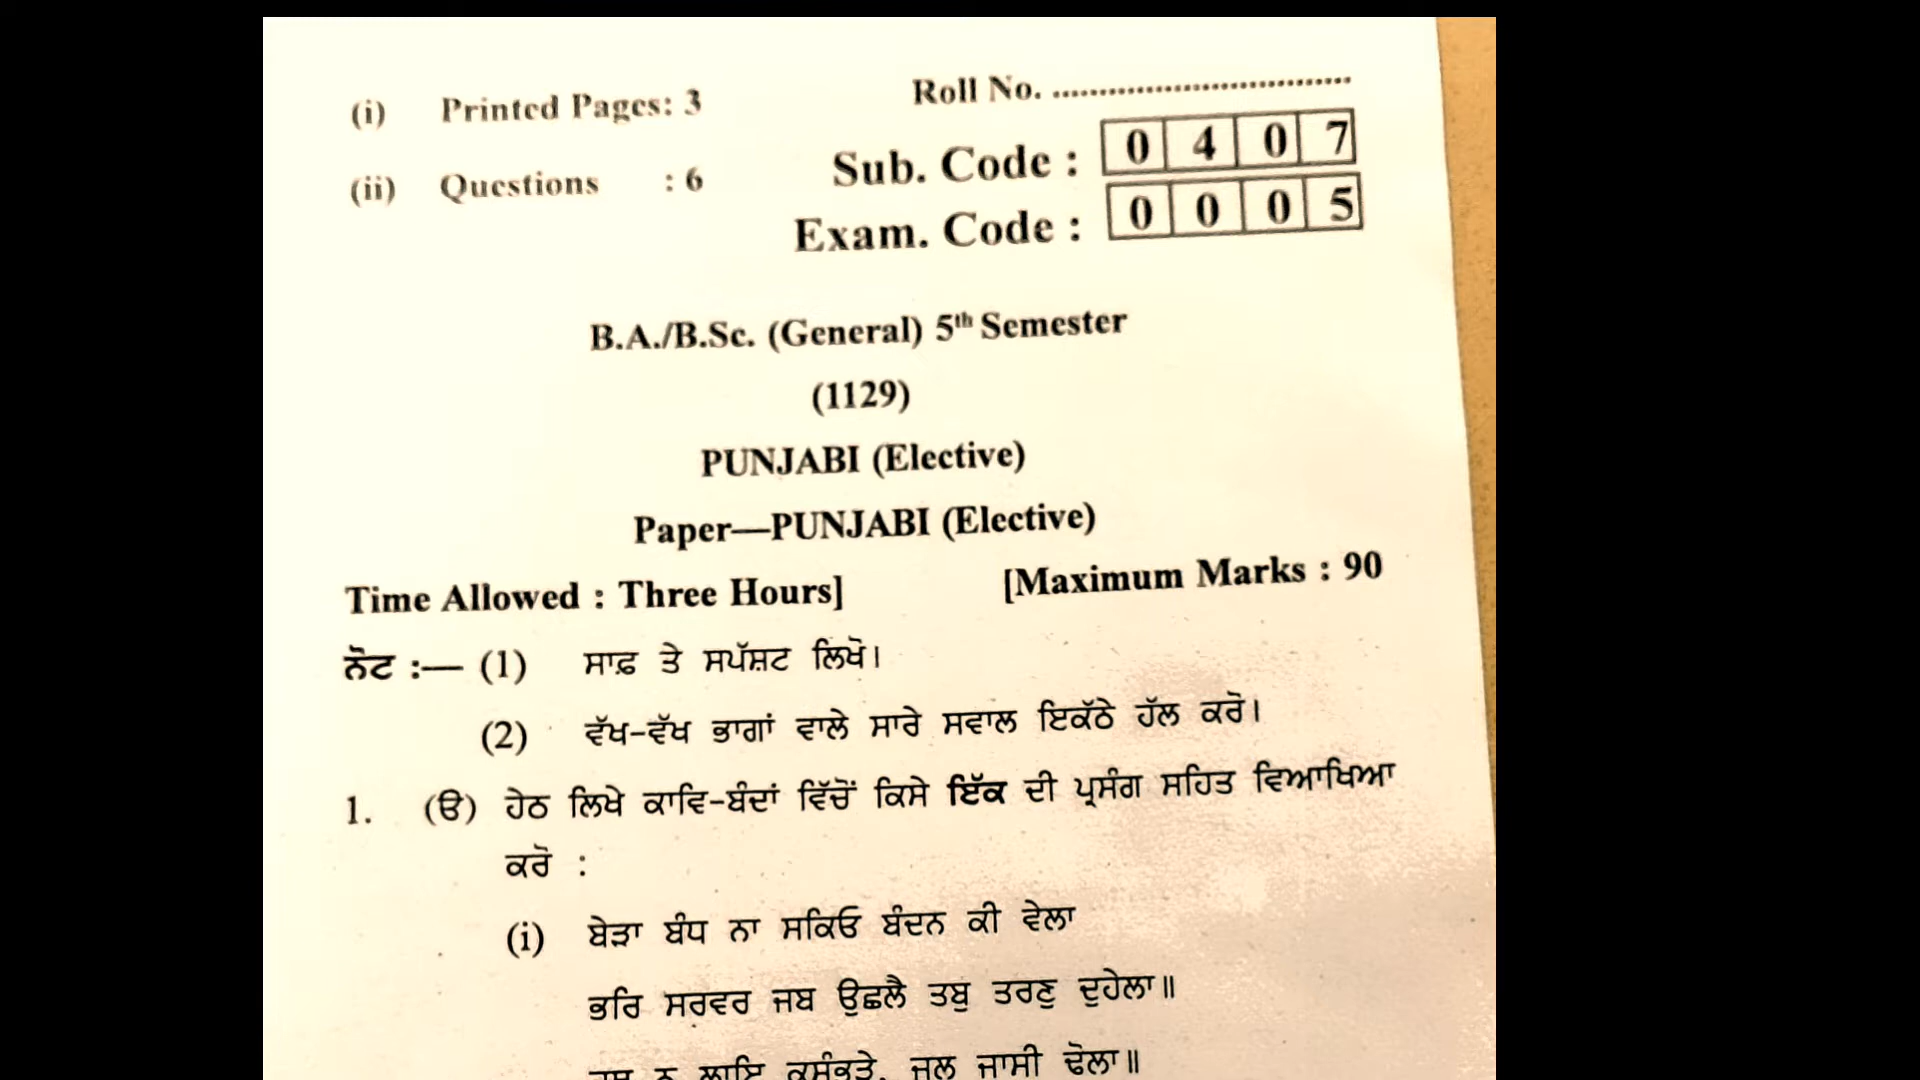 (i) Printed Pages: 3
Roll No. ................................
(ii) Questions : 6
Sub. Code : 0 4 0 7
Exam. Code : 0 0 0 5
B.A./B.Sc. (General) 5th Semester
(1129)
PUNJABI (Elective)
Paper—PUNJABI (Elective)
Time Allowed : Three Hours] [Maximum Marks : 90
ਨੋਟ :— (1) ਸਾਫ਼ ਤੇ ਸਪੱਸ਼ਟ ਲਿਖੋ।
(2) ਵੱਖ-ਵੱਖ ਭਾਗਾਂ ਵਾਲੇ ਸਾਰੇ ਸਵਾਲ ਇਕੱਠੇ ਹੱਲ ਕਰੋ।
1. (ੳ) ਹੇਠ ਲਿਖੇ ਕਾਵਿ-ਬੰਦਾਂ ਵਿੱਚੋਂ ਕਿਸੇ ਇੱਕ ਦੀ ਪ੍ਰਸੰਗ ਸਹਿਤ ਵਿਆਖਿਆ
ਕਰੋ :
(i) ਬੇੜਾ ਬੰਧ ਨਾ ਸਕਿਓ ਬੰਦਨ ਕੀ ਵੇਲਾ
ਭਰਿ ਸਰਵਰ ਜਬ ਉਛਲੈ ਤਬੁ ਤਰਣੁ ਦੁਹੇਲਾ॥
ਹਥ ਨ ਲਾਇ ਕਸੁੰਭੜੇ, ਜਲ ਜਾਸੀ ਢੋਲਾ॥